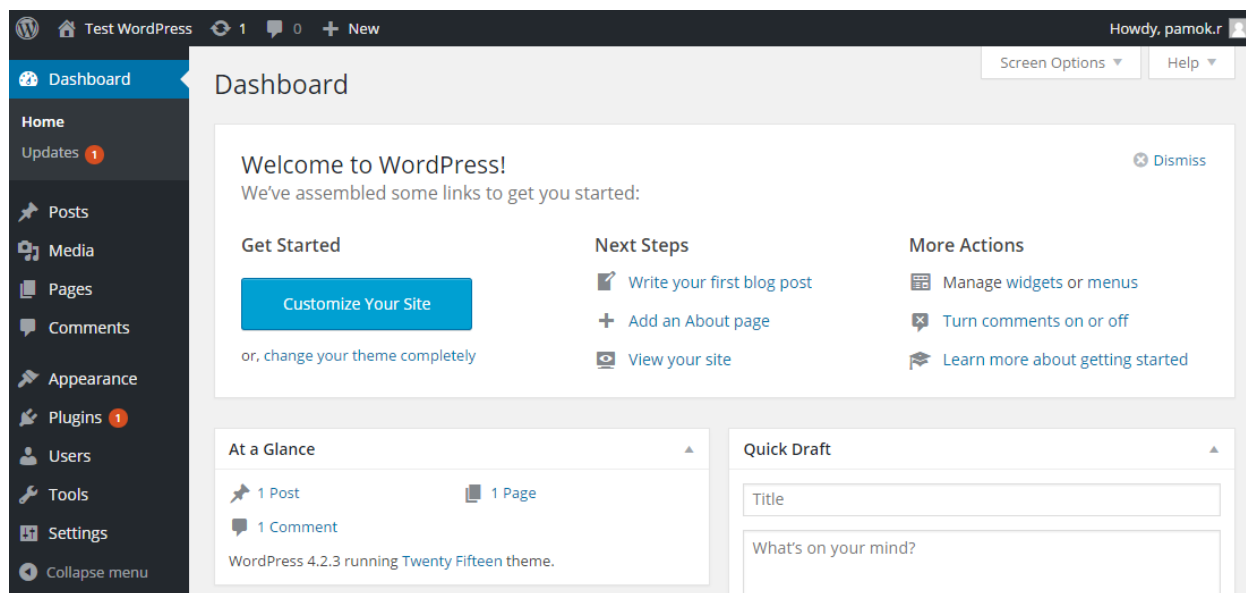 Test WordPress 1 0 New Howdy, pamok.r
Dashboard
Home
Updates 1
Posts
Media
Pages
Comments
Appearance
Plugins 1
Users
Tools
Settings
Collapse menu
Screen Options Help
Dashboard
Welcome to WordPress!
Dismiss
We've assembled some links to get you started:
Get Started
Customize Your Site
or, change your theme completely
Next Steps
Write your first blog post
Add an About page
View your site
More Actions
Manage widgets or menus
Turn comments on or off
Learn more about getting started
At a Glance
1 Post 1 Page
1 Comment
WordPress 4.2.3 running Twenty Fifteen theme.
Quick Draft
Title
What's on your mind?